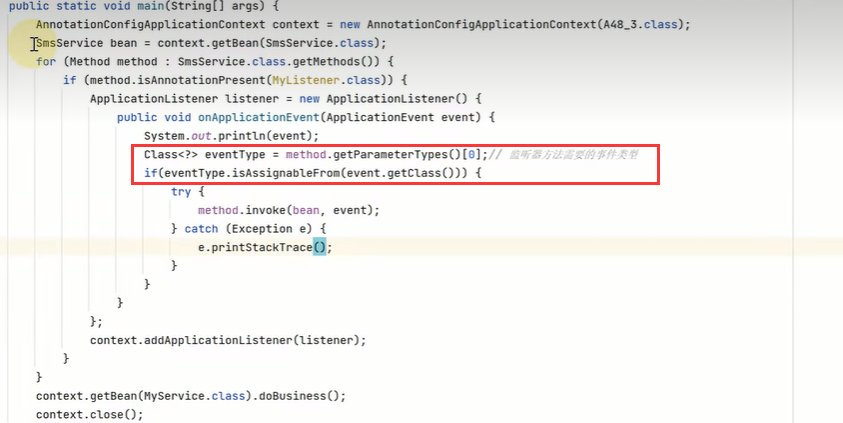 public static void main(String[] args) {
AnnotationConfigApplicationContext context = new AnnotationConfigApplicationContext(A48_3.class);
SmsService bean = context.getBean(SmsService.class);
for (Method method : SmsService.class.getMethods()) {
if (method.isAnnotationPresent(MyListener.class)) {
ApplicationListener listener = new ApplicationListener() {
public void onApplicationEvent(ApplicationEvent event) {
System.out.println(event);
Class<?> eventType = method.getParameterTypes()[0];// 监听器方法需要的事件类型
if(eventType.isAssignableFrom(event.getClass())) {
try {
method.invoke(bean, event);
} catch (Exception e) {
e.printStackTrace();
}
}
}
};
context.addApplicationListener(listener);
}
}
context.getBean(MyService.class).doBusiness();
context.close();